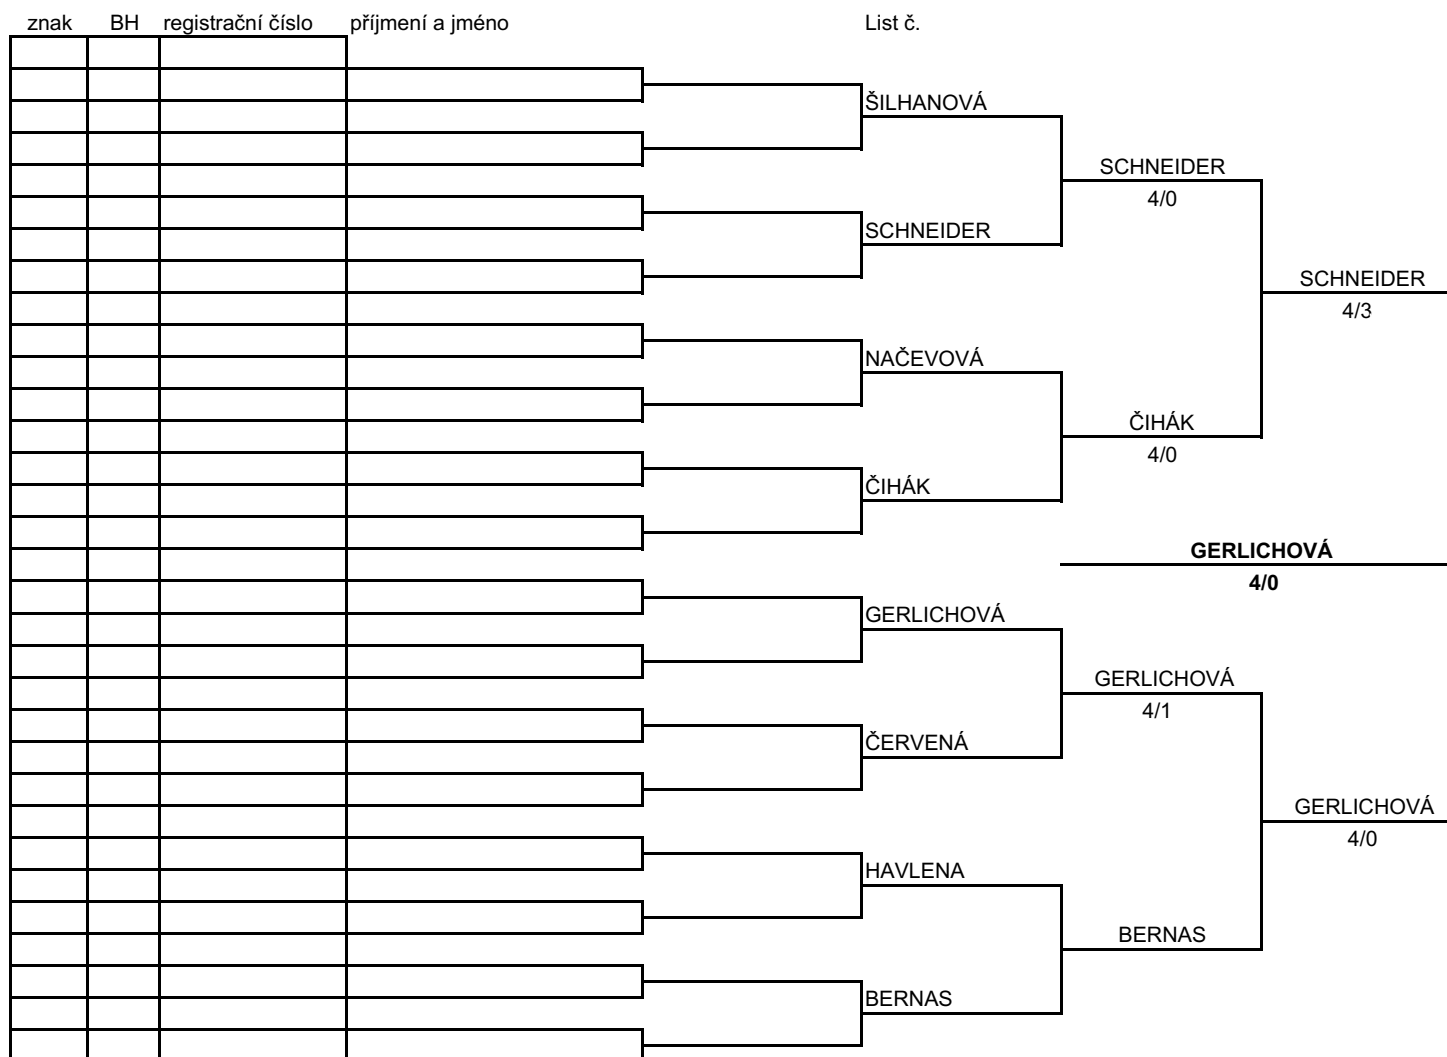 znak BH registrační číslo příjmení a jméno List č.
ŠILHANOVÁ
SCHNEIDER
4/0
SCHNEIDER
SCHNEIDER
4/3
NAČEVOVÁ
ČIHÁK
4/0
ČIHÁK
GERLICHOVÁ
4/0
GERLICHOVÁ
GERLICHOVÁ
4/1
ČERVENÁ
GERLICHOVÁ
4/0
HAVLENA
BERNAS
BERNAS